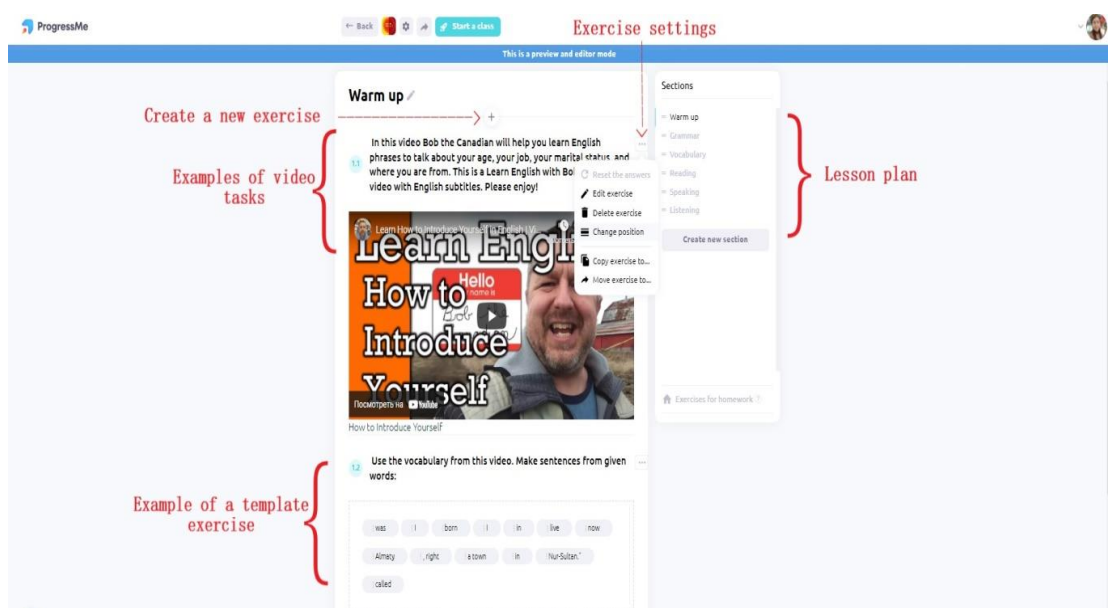 ProgressMe
← Back
Start a class
Exercise settings
This is a preview and editor mode
Warm up
Create a new exercise
+
Examples of video
tasks
1.1
In this video Bob the Canadian will help you learn English
phrases to talk about your age, your job, your marital status, and
where you are from. This is a Learn English with Bo
video with English subtitles. Please enjoy!
Reset the answers
Edit exercise
Delete exercise
Change position
Copy exercise to...
Move exercise to...
Learn How to Introduce Yourself in English | Vi
Learn Engl
Hello
How to
Introduce
Yourself
Посмотреть на YouTube
How to Introduce Yourself
Sections
Warm up
Grammar
Vocabulary
Reading
Speaking
Listening
Create new section
Exercises for homework
Lesson plan
Example of a template
exercise
1.2
Use the vocabulary from this video. Make sentences from given
words:
was I born I in live now
Almaty , right a town in Nur-Sultan."
called